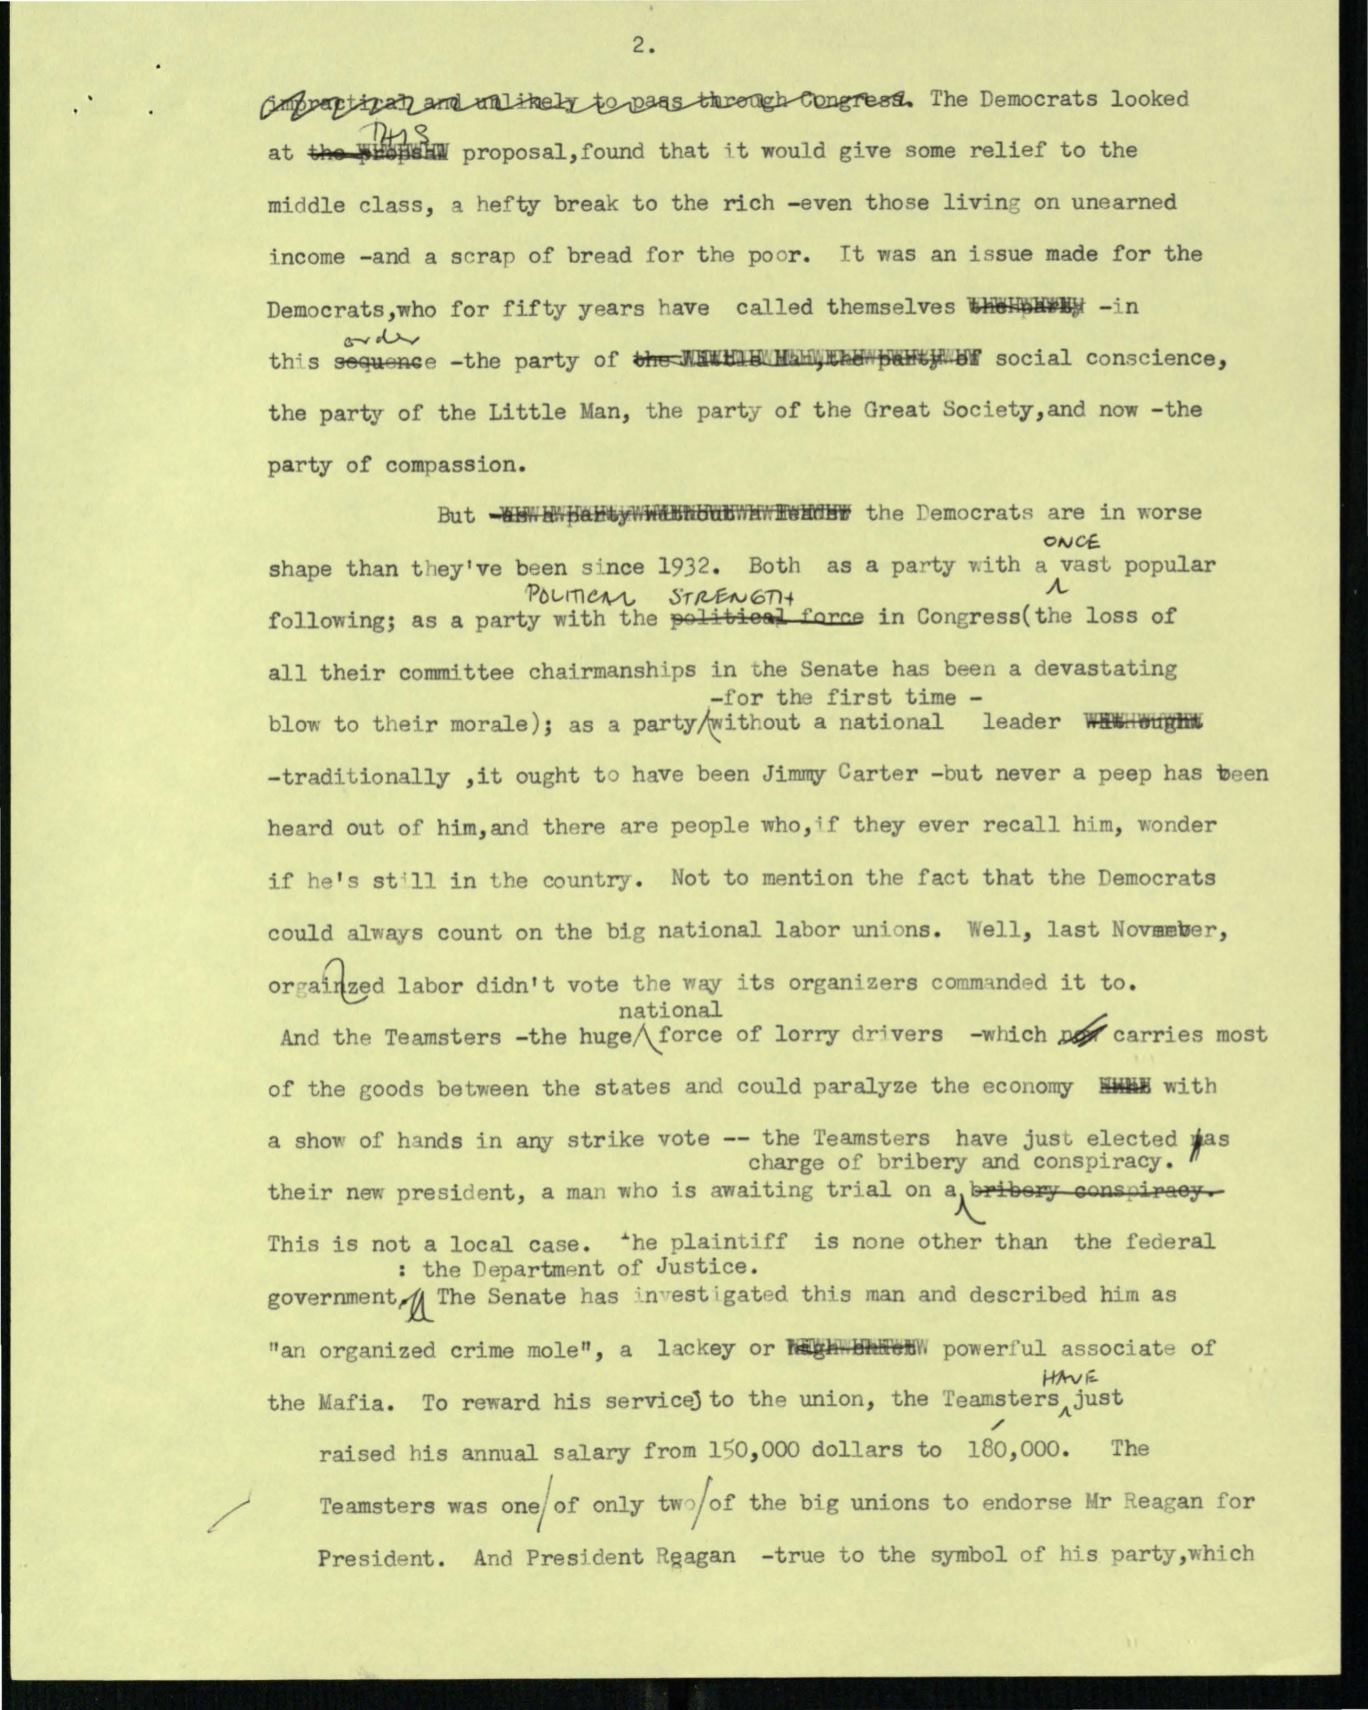 2.
impractical and unlikely to pass through Congress. The Democrats looked
THIS
at the proposal,found that it would give some relief to the
middle class, a hefty break to the rich -even those living on unearned
income -and a scrap of bread for the poor. It was an issue made for the
Democrats,who for fifty years have called themselves the party -in
order
this sequence -the party of the Little Man,the party of social conscience,
the party of the Little Man, the party of the Great Society,and now -the
party of compassion.
But -as a party without a leader the Democrats are in worse
ONCE
shape than they've been since 1932. Both as a party with a vast popular
POLITICAL STRENGTH
following; as a party with the political force in Congress(the loss of
all their committee chairmanships in the Senate has been a devastating
-for the first time -
blow to their morale); as a party/without a national leader
-traditionally ,it ought to have been Jimmy Carter -but never a peep has been
heard out of him,and there are people who,if they ever recall him, wonder
if he's still in the country. Not to mention the fact that the Democrats
could always count on the big national labor unions. Well, last November,
orgainzed labor didn't vote the way its organizers commanded it to.
national
And the Teamsters -the huge/ force of lorry drivers -which carries most
of the goods between the states and could paralyze the economy with
a show of hands in any strike vote -- the Teamsters have just elected as
charge of bribery and conspiracy.
their new president, a man who is awaiting trial on a bribery conspiracy.
This is not a local case. The plaintiff is none other than the federal
: the Department of Justice.
government. The Senate has investigated this man and described him as
"an organized crime mole", a lackey or powerful associate of
HAVE
the Mafia. To reward his service to the union, the Teamsters just
raised his annual salary from 150,000 dollars to 180,000. The
Teamsters was one/of only two/of the big unions to endorse Mr Reagan for
President. And President Reagan -true to the symbol of his party,which